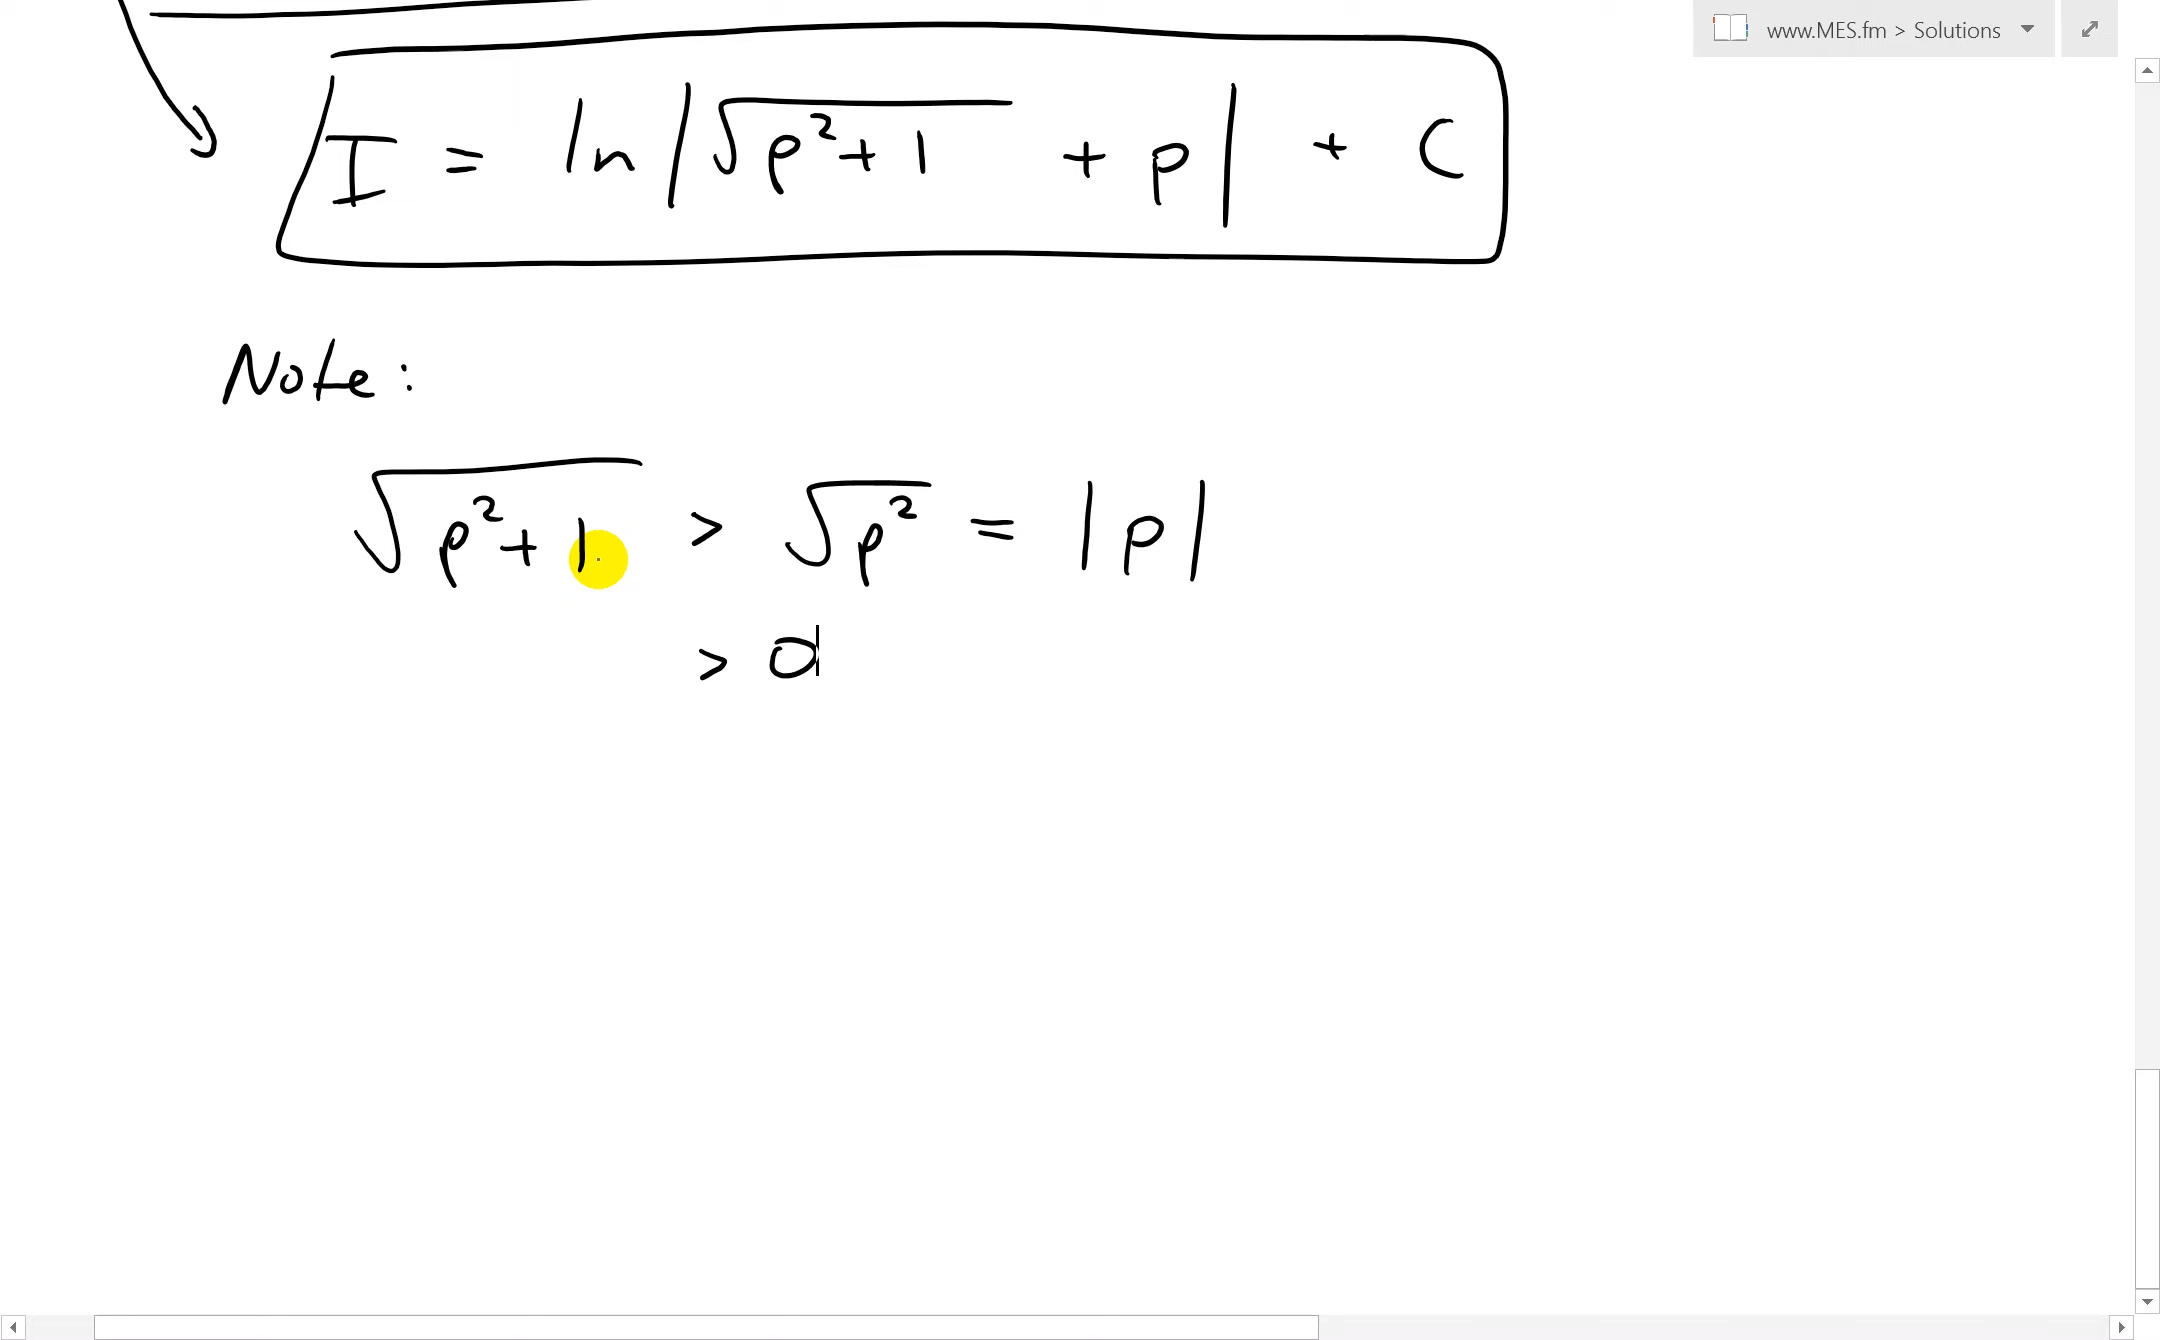 www.MES.fm > Solutions
I = ln|√(p²+1) + p| + C
Note:
√(p²+1) > √p² = |p|
> 0